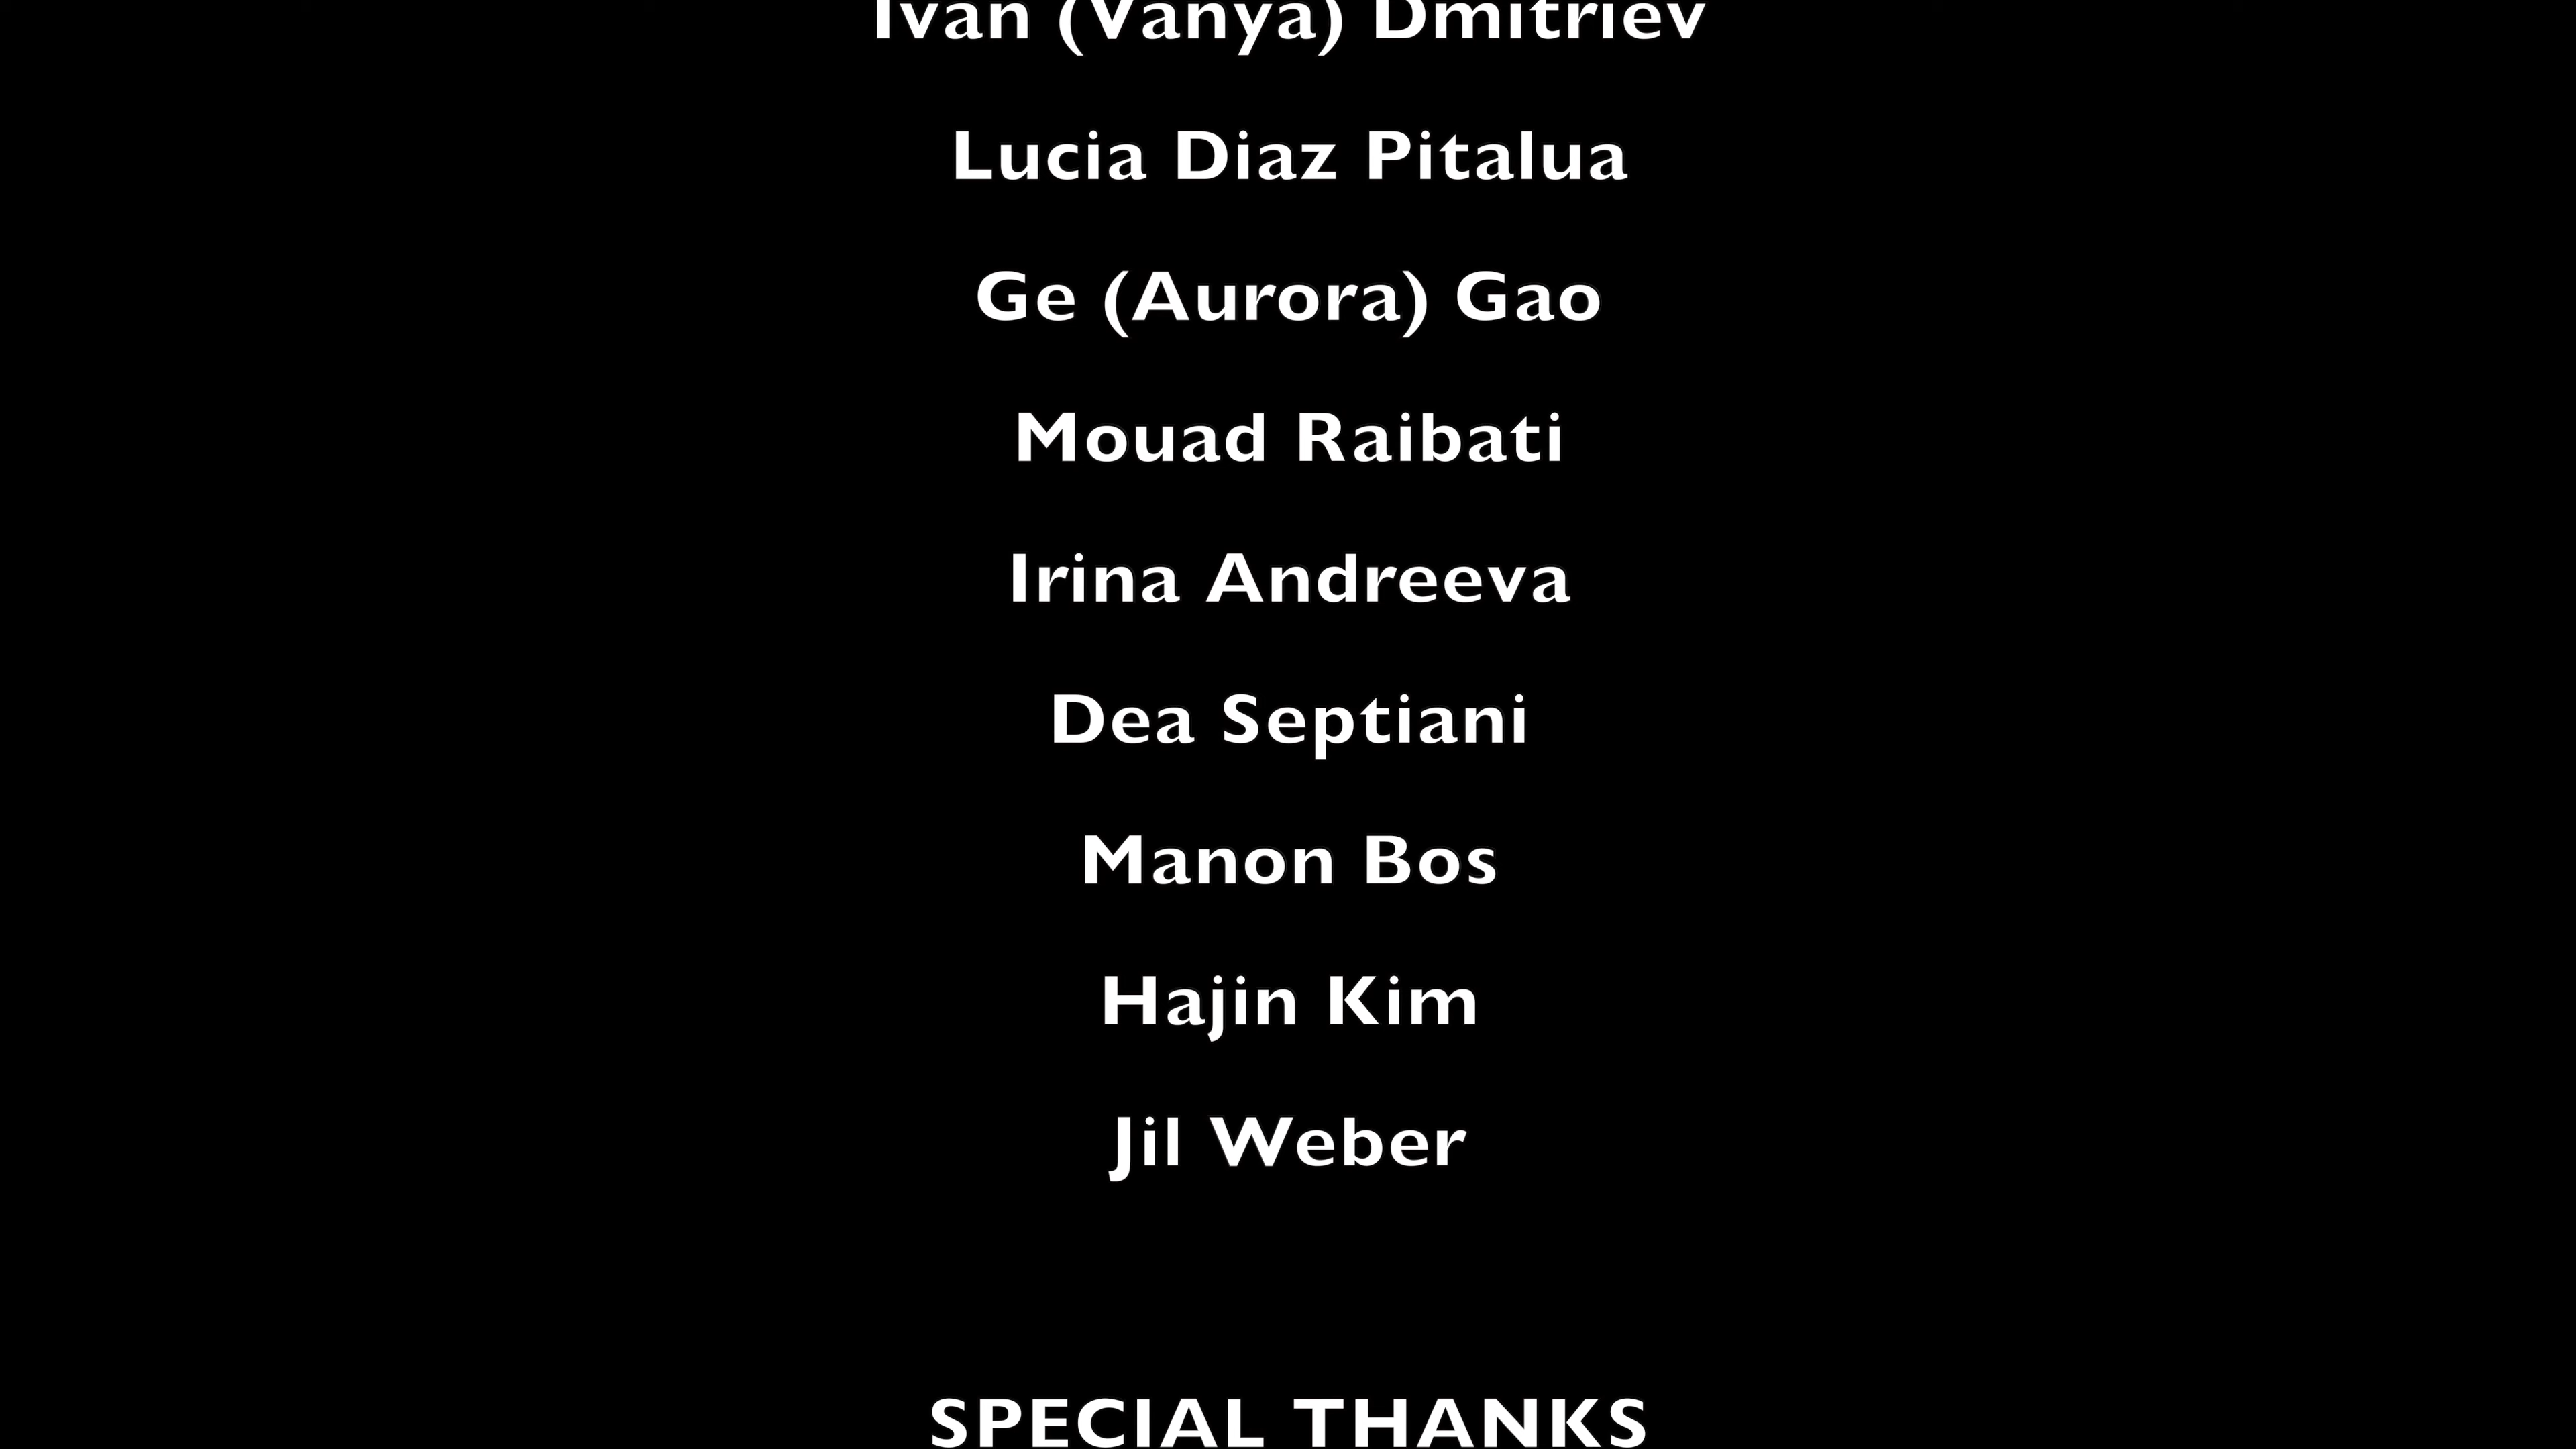 Ivan (Vanya) Dmitriev
Lucia Diaz Pitalua
Ge (Aurora) Gao
Mouad Raibati
Irina Andreeva
Dea Septiani
Manon Bos
Hajin Kim
Jil Weber
SPECIAL THANKS